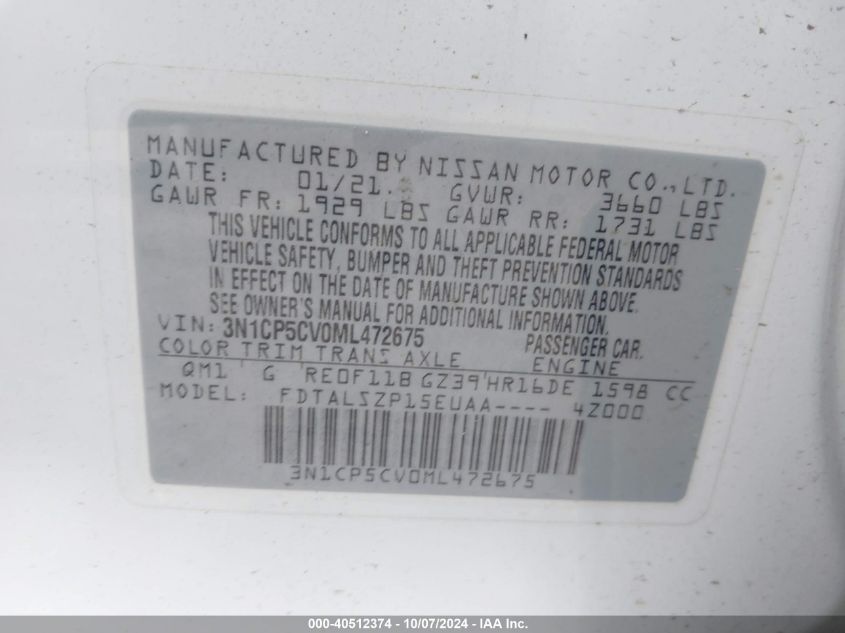 MANUFACTURED BY NISSAN MOTOR CO., LTD.
DATE: 01/21. GVWR: 3660 LBS
GAWR FR: 1929 LBS GAWR RR: 1731 LBS
THIS VEHICLE CONFORMS TO ALL APPLICABLE FEDERAL MOTOR
VEHICLE SAFETY, BUMPER AND THEFT PREVENTION STANDARDS
IN EFFECT ON THE DATE OF MANUFACTURE SHOWN ABOVE.
SEE OWNER'S MANUAL FOR ADDITIONAL INFORMATION.
VIN: 3N1CP5CV0ML472675 PASSENGER CAR.
COLOR TRIM TRANS AXLE ENGINE
QM1 G RE0F11B GZ39 HR16DE 1598 CC
MODEL: FDTALSZP15EUAA---- 4Z000
3N1CP5CV0ML472675
000-40512374 - 10/07/2024 - IAA Inc.